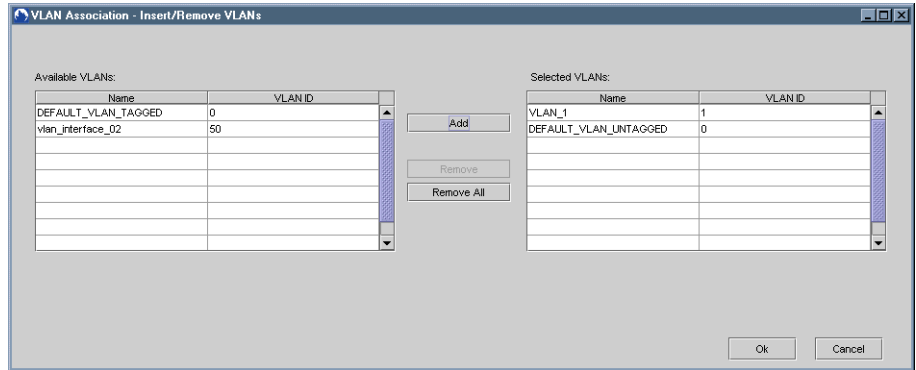 VLAN Association - Insert/Remove VLANs
Available VLANs:
Name VLAN ID
DEFAULT_VLAN_TAGGED 0
vlan_interface_02 50
Add
Remove
Remove All
Selected VLANs:
Name VLAN ID
VLAN_1 1
DEFAULT_VLAN_UNTAGGED 0
Ok Cancel